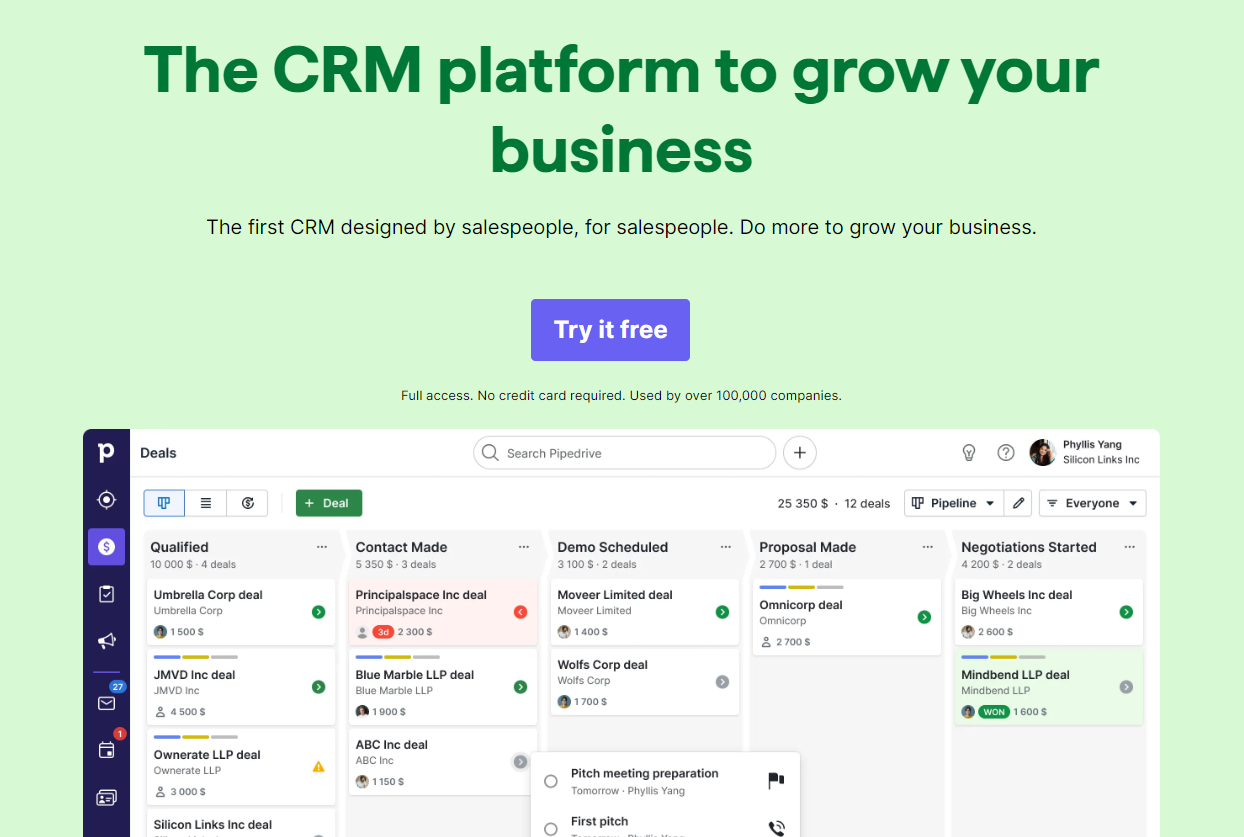 The CRM platform to grow your
business
The first CRM designed by salespeople, for salespeople. Do more to grow your business.
Try it free
Full access. No credit card required. Used by over 100,000 companies.
p
Deals
Search Pipedrive
Phyllis Yang
Silicon Links Inc
+ Deal
25 350 $ · 12 deals
Pipeline
Everyone
Qualified
10 000 $ · 4 deals
Umbrella Corp deal
Umbrella Corp
1 500 $
JMVD Inc deal
JMVD Inc
4 500 $
Ownerate LLP deal
Ownerate LLP
3 000 $
Silicon Links Inc deal
Contact Made
5 350 $ · 3 deals
Principalspace Inc deal
Principalspace Inc
3d 2 300 $
Blue Marble LLP deal
Blue Marble LLP
1 900 $
ABC Inc deal
ABC Inc
1 150 $
Demo Scheduled
3 100 $ · 2 deals
Moveer Limited deal
Moveer Limited
1 400 $
Wolfs Corp deal
Wolfs Corp
1 700 $
Proposal Made
2 700 $ · 1 deal
Omnicorp deal
Omnicorp
2 700 $
Negotiations Started
4 200 $ · 2 deals
Big Wheels Inc deal
Big Wheels Inc
2 600 $
Mindbend LLP deal
Mindbend LLP
WON 1 600 $
27
1
Pitch meeting preparation
Tomorrow · Phyllis Yang
First pitch